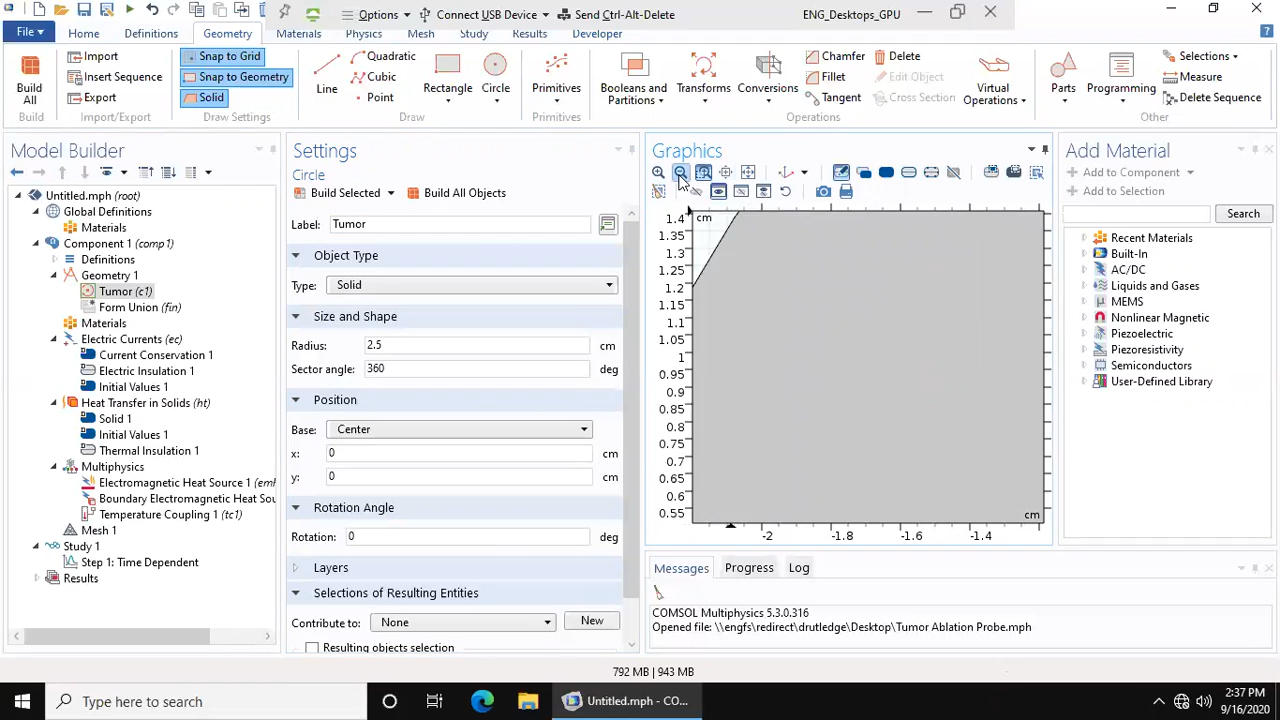 Options
Connect USB Device
Send Ctrl-Alt-Delete
ENG_Desktops_GPU
File
Home
Definitions
Geometry
Materials
Physics
Mesh
Study
Results
Developer
Build All
Import
Insert Sequence
Export
Snap to Grid
Snap to Geometry
Solid
Line
Quadratic
Cubic
Point
Rectangle
Circle
Primitives
Booleans and Partitions
Transforms
Conversions
Chamfer
Fillet
Tangent
Delete
Edit Object
Cross Section
Virtual Operations
Parts
Programming
Selections
Measure
Delete Sequence
Build
Import/Export
Draw Settings
Draw
Primitives
Operations
Other
Model Builder
Untitled.mph (root)
Global Definitions
Materials
Component 1 (comp1)
Definitions
Geometry 1
Tumor (c1)
Form Union (fin)
Materials
Electric Currents (ec)
Current Conservation 1
Electric Insulation 1
Initial Values 1
Heat Transfer in Solids (ht)
Solid 1
Initial Values 1
Thermal Insulation 1
Multiphysics
Electromagnetic Heat Source 1 (emh
Boundary Electromagnetic Heat Sou
Temperature Coupling 1 (tc1)
Mesh 1
Study 1
Step 1: Time Dependent
Results
Settings
Circle
Build Selected
Build All Objects
Label: Tumor
Object Type
Type: Solid
Size and Shape
Radius: 2.5 cm
Sector angle: 360 deg
Position
Base: Center
x: 0 cm
y: 0 cm
Rotation Angle
Rotation: 0 deg
Layers
Selections of Resulting Entities
Contribute to: None New
Resulting objects selection
Graphics
1.4 cm
1.35
1.3
1.25
1.2
1.15
1.1
1.05
1
0.95
0.9
0.85
0.8
0.75
0.7
0.65
0.6
0.55
cm
-2 -1.8 -1.6 -1.4
Messages
Progress
Log
COMSOL Multiphysics 5.3.0.316
Opened file: \\engfs\redirect\drutledge\Desktop\Tumor Ablation Probe.mph
Add Material
Add to Component
Add to Selection
Search
Recent Materials
Built-In
AC/DC
Liquids and Gases
MEMS
Nonlinear Magnetic
Piezoelectric
Piezoresistivity
Semiconductors
User-Defined Library
792 MB | 943 MB
Type here to search
Untitled.mph - CO...
2:37 PM
9/16/2020